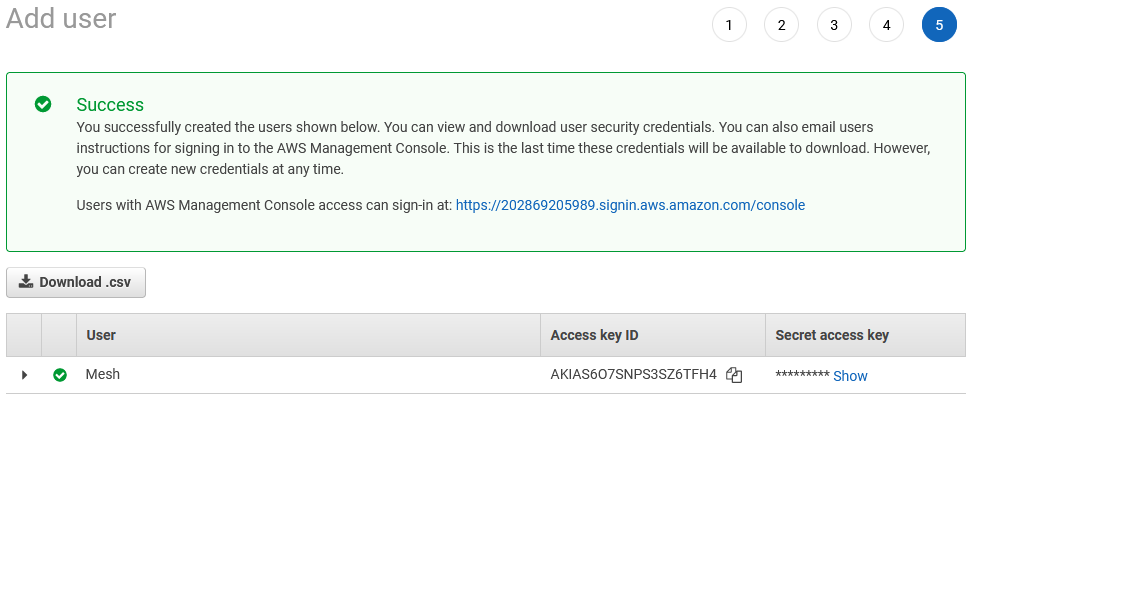 Add user
1 2 3 4 5
Success
You successfully created the users shown below. You can view and download user security credentials. You can also email users
instructions for signing in to the AWS Management Console. This is the last time these credentials will be available to download. However,
you can create new credentials at any time.
Users with AWS Management Console access can sign-in at: https://202869205989.signin.aws.amazon.com/console
Download .csv
User Access key ID Secret access key
Mesh AKIAS6O7SNPS3SZ6TFH4 ********* Show